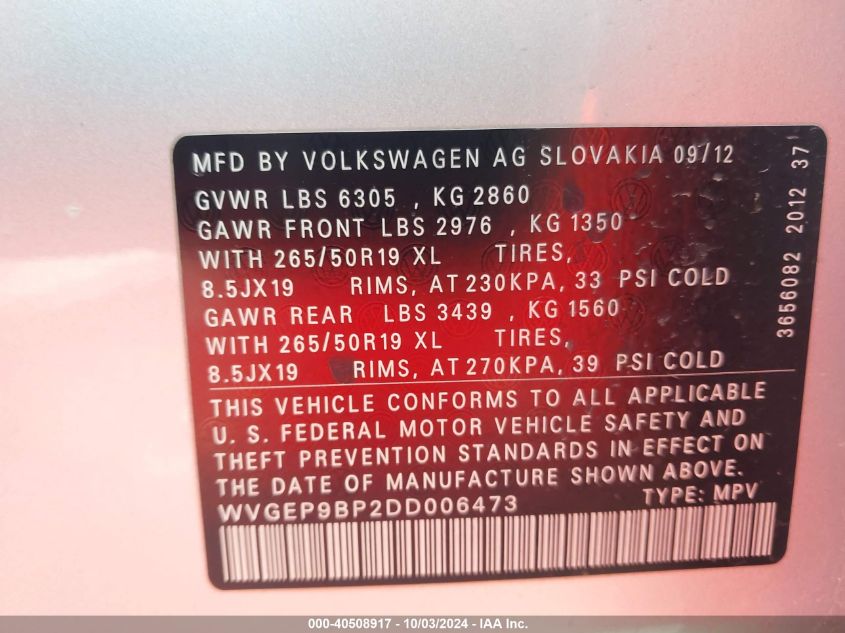 MFD BY VOLKSWAGEN AG SLOVAKIA 09/12
GVWR LBS 6305 , KG 2860
GAWR FRONT LBS 2976 , KG 1350
WITH 265/50R19 XL TIRES,
8.5JX19 RIMS, AT 230KPA, 33 PSI COLD
GAWR REAR LBS 3439 , KG 1560
WITH 265/50R19 XL TIRES,
8.5JX19 RIMS, AT 270KPA, 39 PSI COLD
THIS VEHICLE CONFORMS TO ALL APPLICABLE
U. S. FEDERAL MOTOR VEHICLE SAFETY AND
THEFT PREVENTION STANDARDS IN EFFECT ON
THE DATE OF MANUFACTURE SHOWN ABOVE.
WVGEP9BP2DD006473 TYPE: MPV
3656082 2012 37
000-40508917 - 10/03/2024 - IAA Inc.